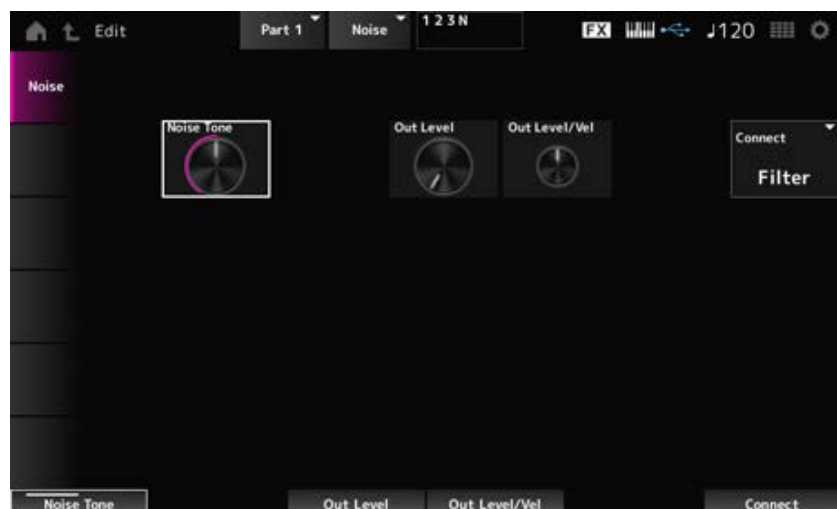 Edit
Part 1
Noise
1 2 3 N
FX
♩120
Noise
Noise Tone
Out Level
Out Level/Vel
Connect
Filter
Noise Tone
Out Level
Out Level/Vel
Connect